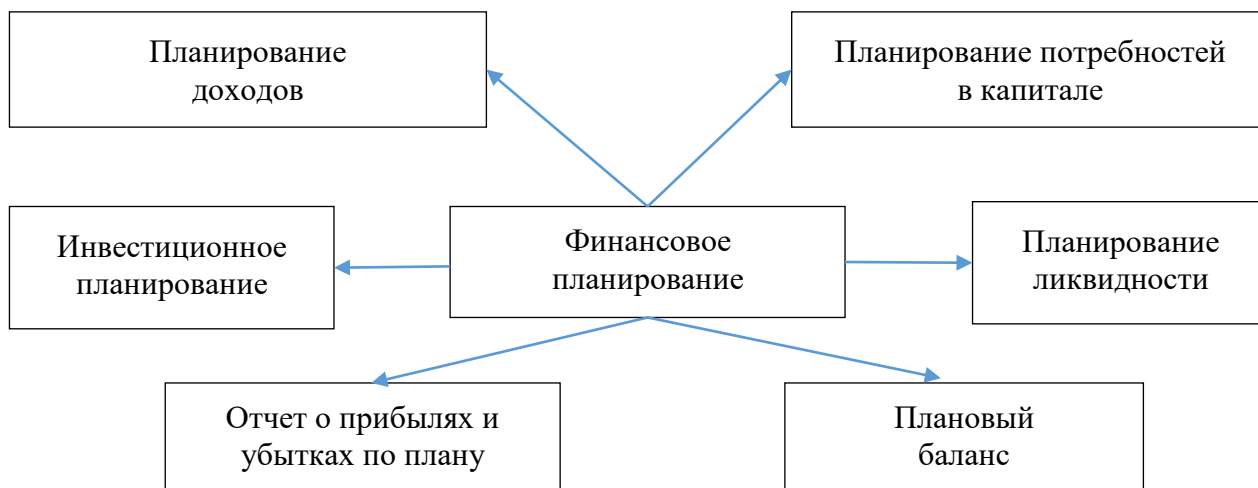 Планирование
доходов
Планирование потребностей
в капитале
Инвестиционное
планирование
Финансовое
планирование
Планирование
ликвидности
Отчет о прибылях и
убытках по плану
Плановый
баланс